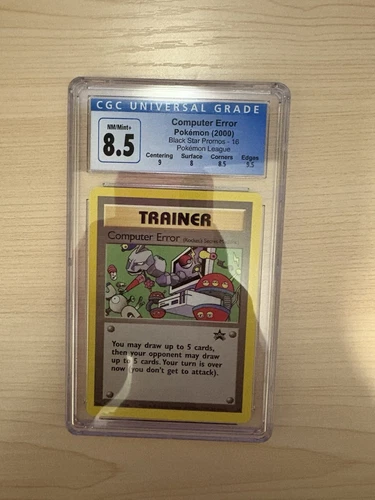 CGC UNIVERSAL GRADE
NM/Mint+
8.5
Computer Error
Pokémon (2000)
Black Star Promos - 16
Pokémon League
Centering Surface Corners Edges
9 8 8.5 9.5
TRAINER
Computer Error
You may draw up to 5 cards,
then your opponent may draw
up to 5 cards. Your turn is over
now (you don't get to attack).